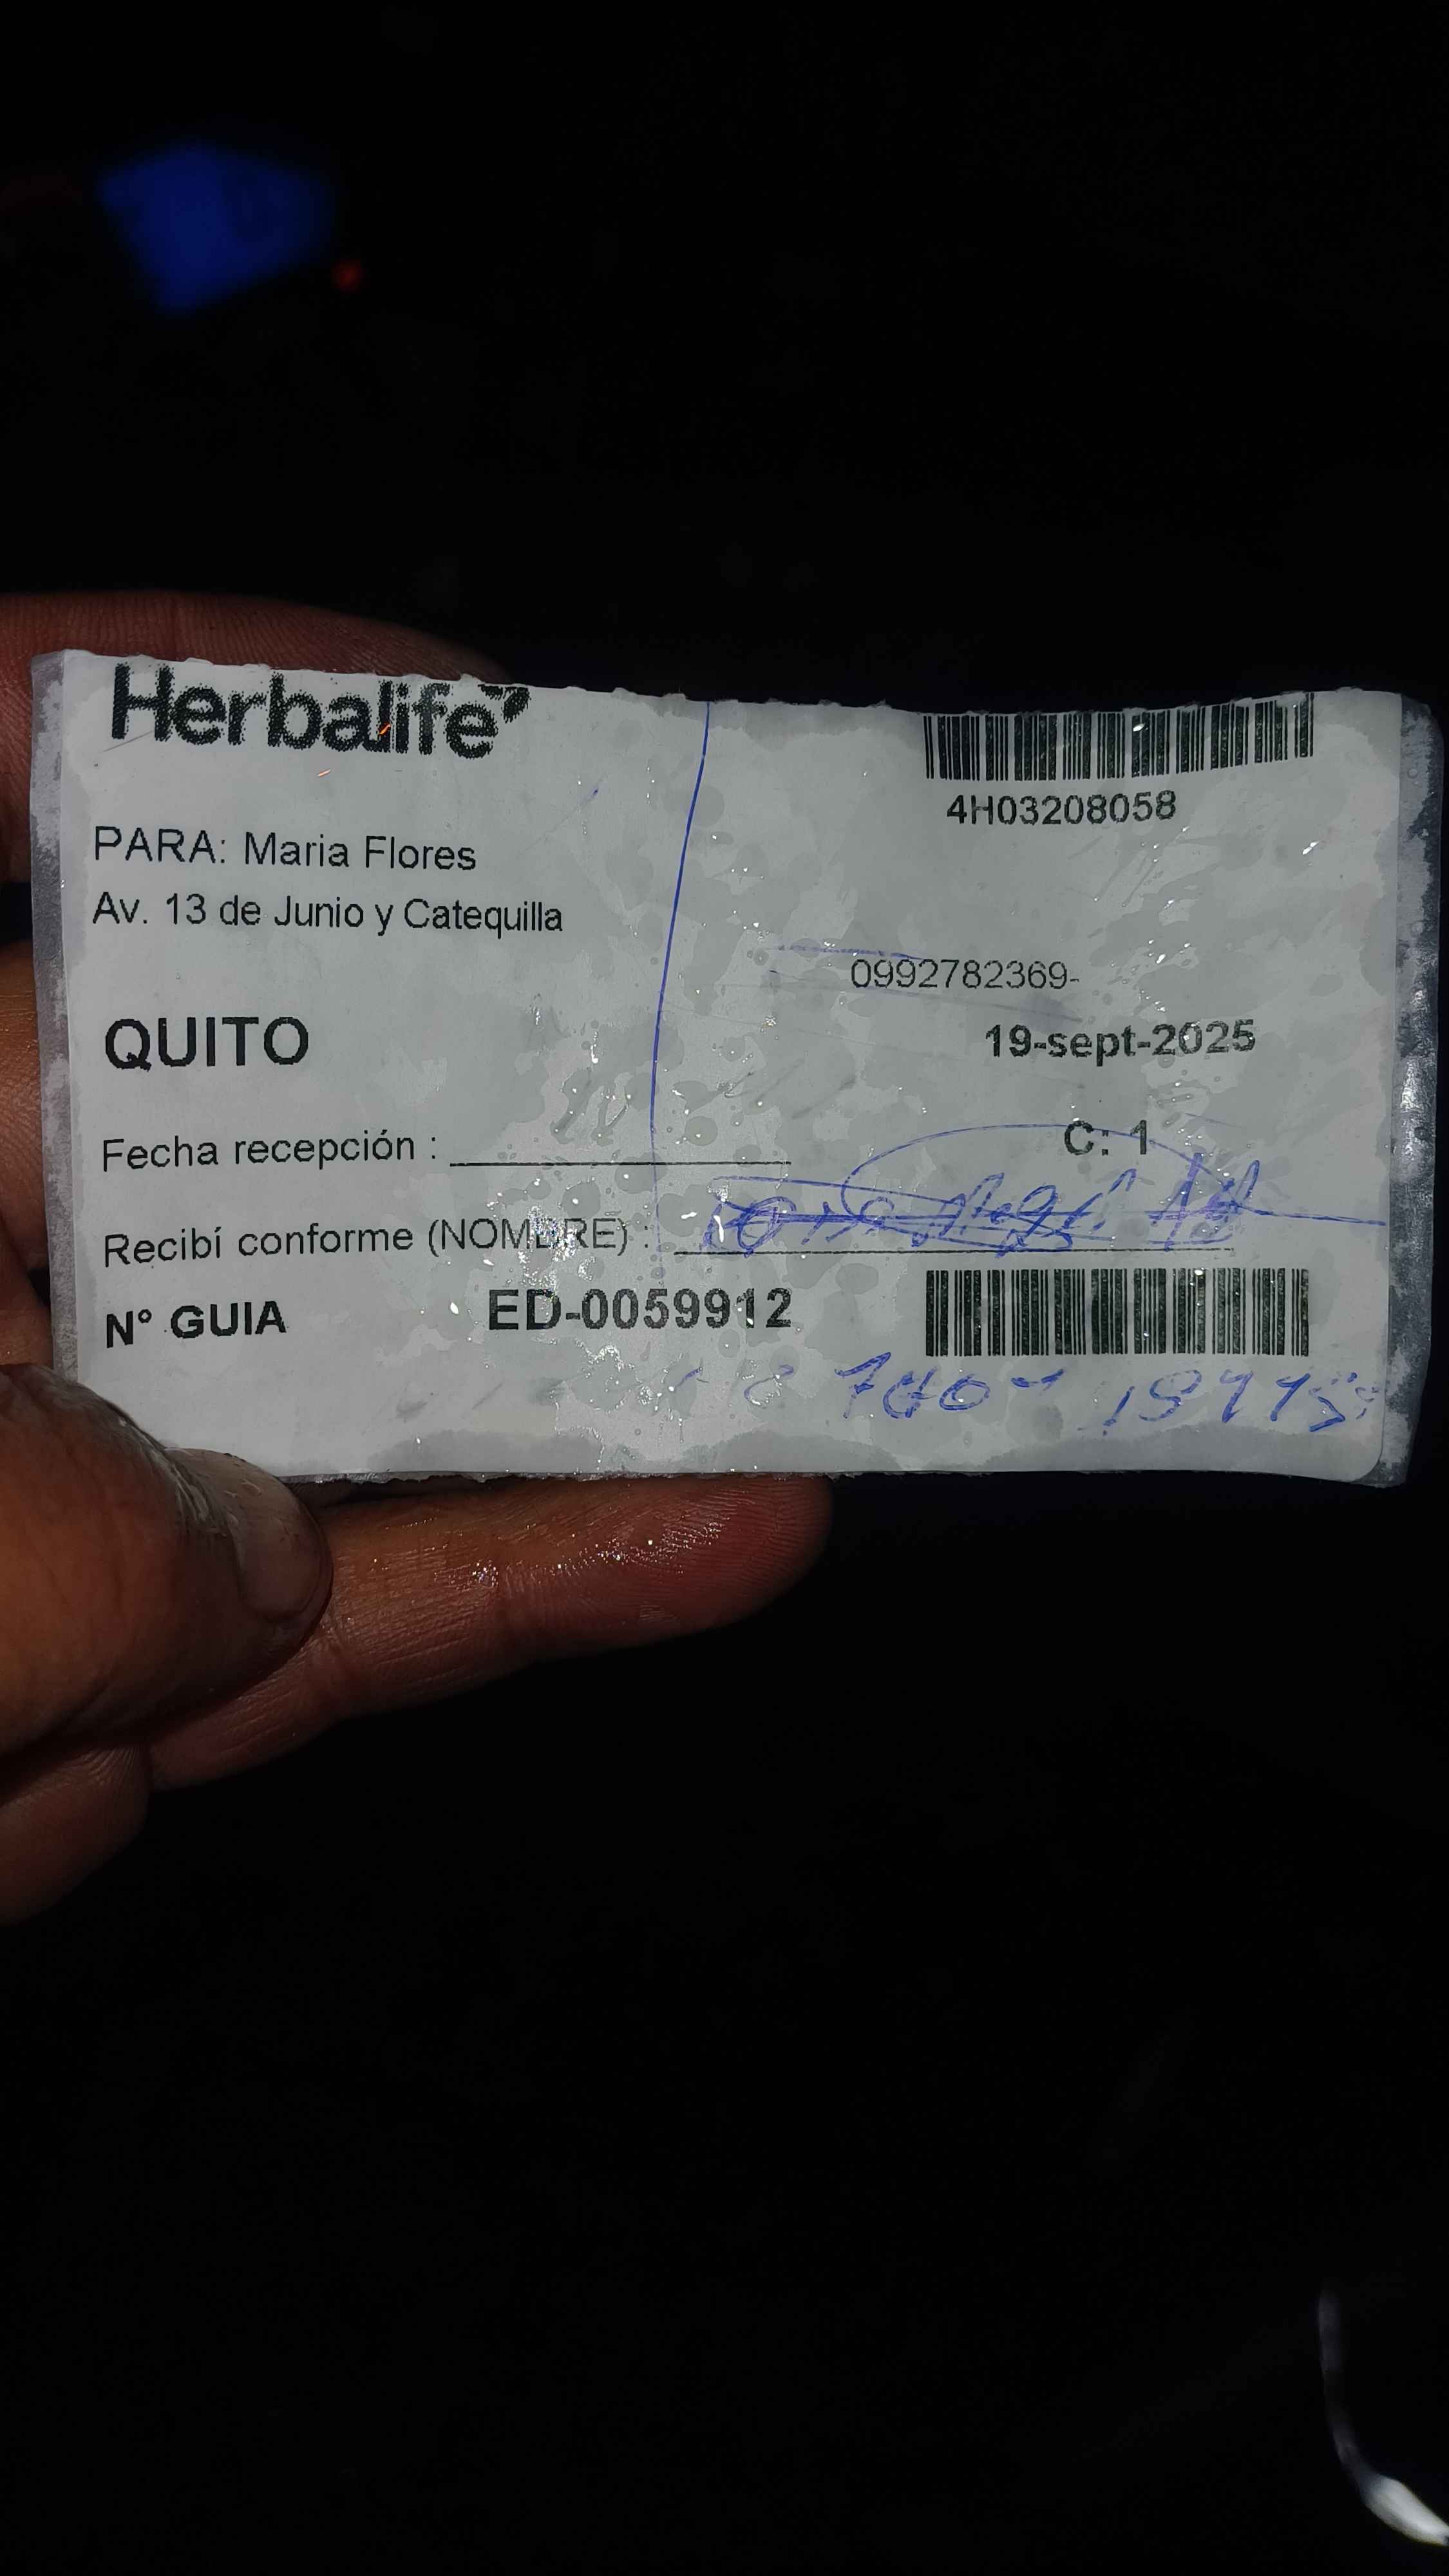 Herbalife
4H03208058
PARA: Maria Flores
Av. 13 de Junio y Catequilla
0992782369-
QUITO
19-sept-2025
C: 1
Fecha recepción :
Recibí conforme (NOMBRE) :
N° GUIA ED-0059912